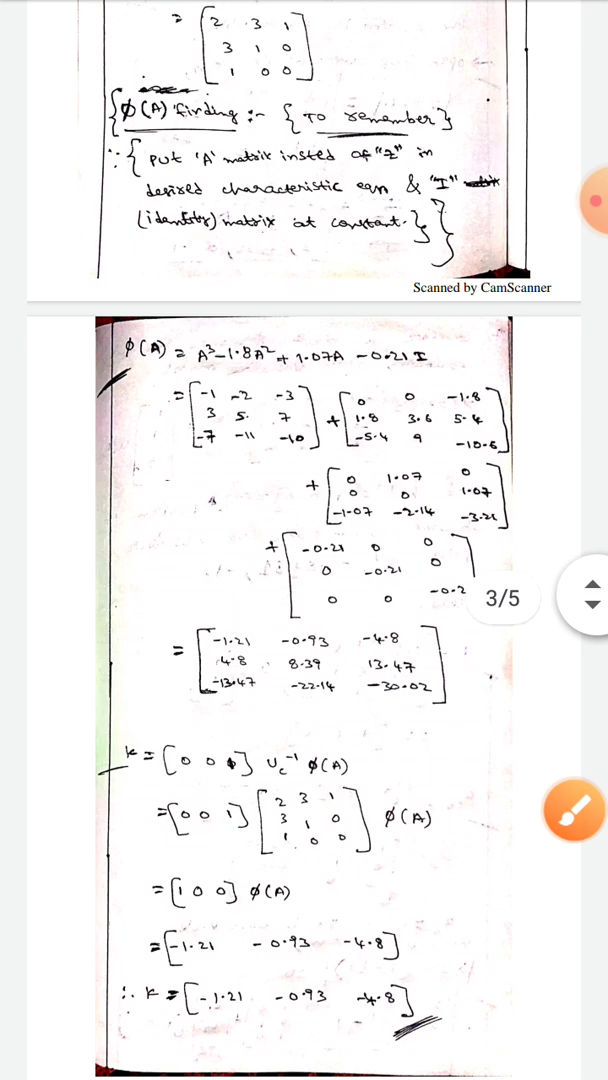 = [2 3 1
3 1 0
1 0 0]
{φ(A) finding :- {To remember}
∵ { put 'A' matrix insted of "z" in
desired characteristic eqn & "I"
(identity) matrix at constant. } }
Scanned by CamScanner
φ(A) = A³-1.8A²+1.07A -0.21 I
= [-1 -2 -3
3 5 7
-7 -11 -10] + [0 0 -1.8
1.8 3.6 5.4
-5.4 9 -10.6]
+ [0 1.07 0
0 0 1.07
-1.07 -2.14 -3.21]
+ [-0.21 0 0
0 -0.21 0
0 0 -0.2
3/5
= [-1.21 -0.93 -4.8
4.8 8.39 13.47
-13.47 -22.14 -30.02]
k = [0 0 1] Uc⁻¹ φ(A)
= [0 0 1] [2 3 1
3 1 0
1 0 0] φ(A)
= [1 0 0] φ(A)
= [-1.21 -0.93 -4.8]
∴ k = [-1.21 -0.93 -4.8]